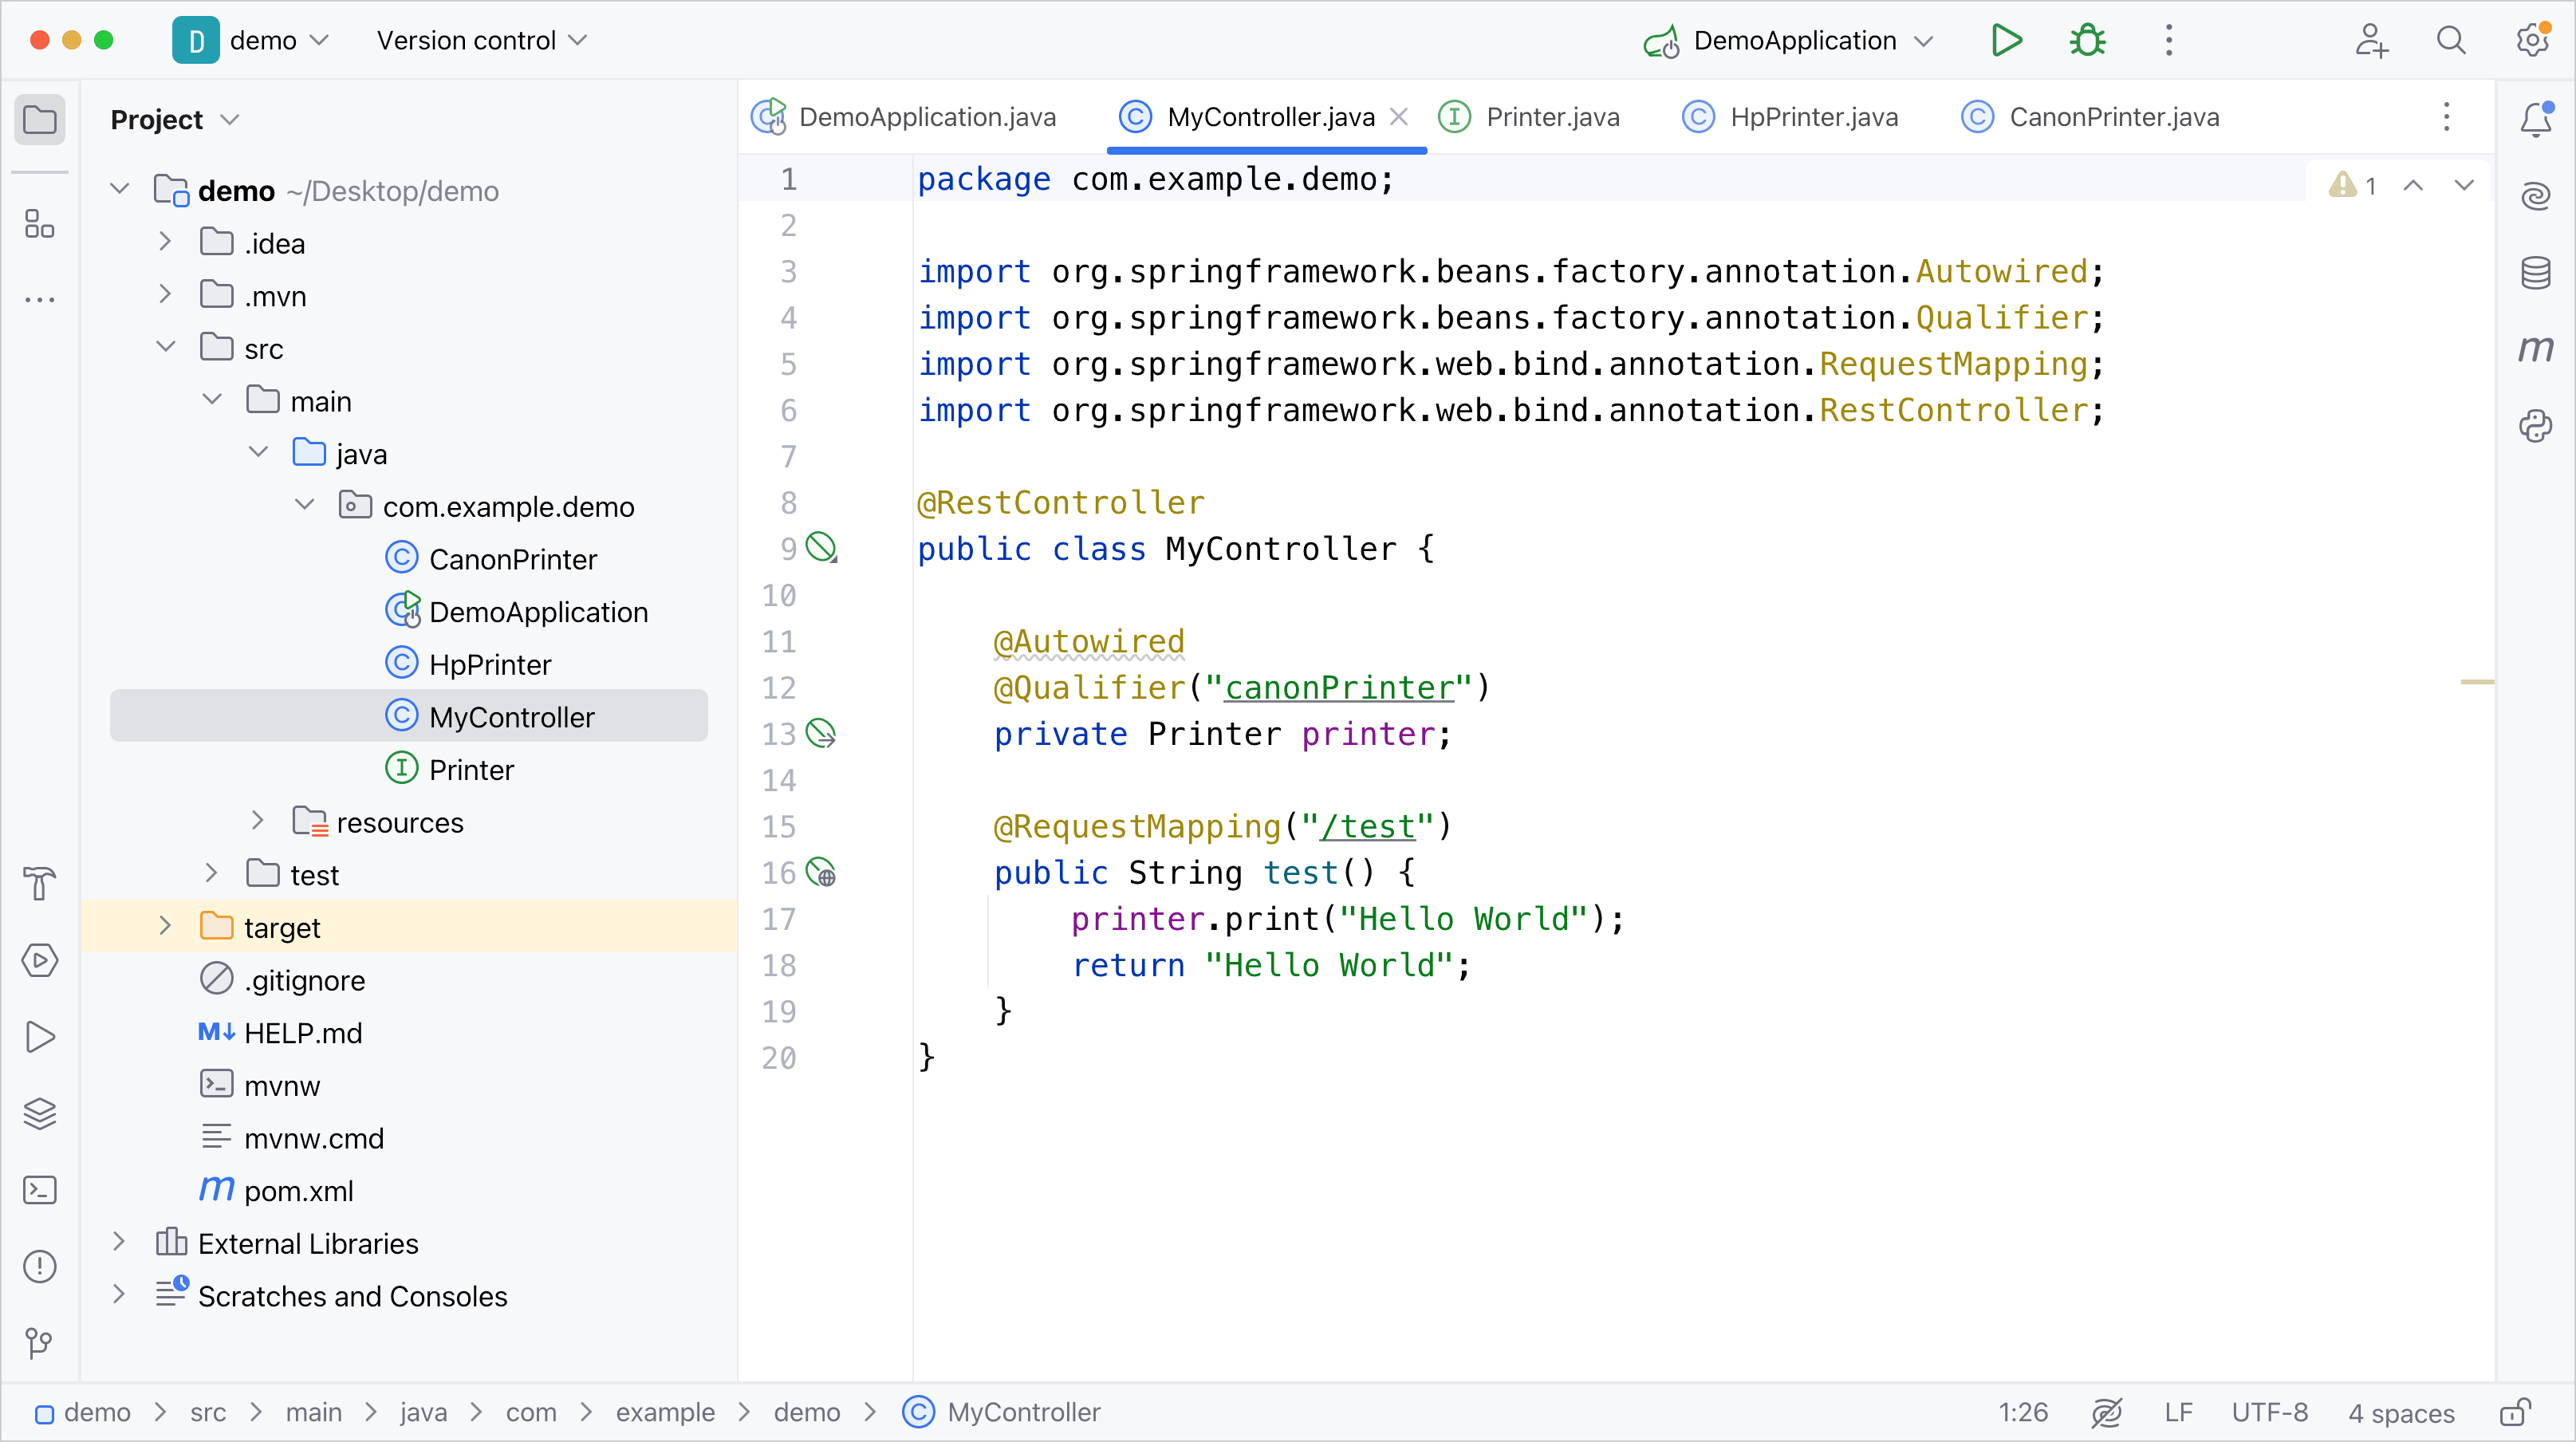 D demo Version control DemoApplication
Project
DemoApplication.java MyController.java Printer.java HpPrinter.java CanonPrinter.java
demo ~/Desktop/demo
.idea
.mvn
src
main
java
com.example.demo
CanonPrinter
DemoApplication
HpPrinter
MyController
Printer
resources
test
target
.gitignore
M↓ HELP.md
mvnw
mvnw.cmd
m pom.xml
External Libraries
Scratches and Consoles
1 package com.example.demo;
2
3 import org.springframework.beans.factory.annotation.Autowired;
4 import org.springframework.beans.factory.annotation.Qualifier;
5 import org.springframework.web.bind.annotation.RequestMapping;
6 import org.springframework.web.bind.annotation.RestController;
7
8 @RestController
9 public class MyController {
10
11 @Autowired
12 @Qualifier("canonPrinter")
13 private Printer printer;
14
15 @RequestMapping("/test")
16 public String test() {
17 printer.print("Hello World");
18 return "Hello World";
19 }
20 }
1
m
demo > src > main > java > com > example > demo > MyController
1:26 LF UTF-8 4 spaces